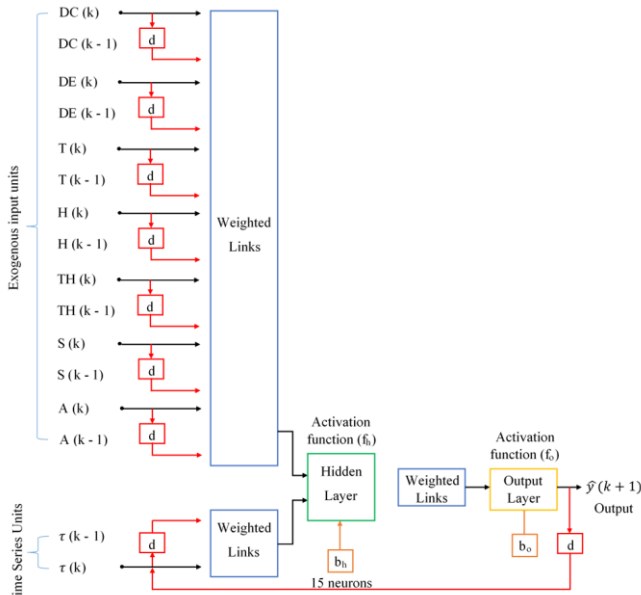 Exogenous input units
DC (k)
d
DC (k - 1)
DE (k)
d
DE (k - 1)
T (k)
d
T (k - 1)
H (k)
d
H (k - 1)
TH (k)
d
TH (k - 1)
S (k)
d
S (k - 1)
A (k)
d
A (k - 1)
Weighted
Links
ime Series Units
τ (k - 1)
d
τ (k)
Weighted
Links
Activation
function (fh)
Hidden
Layer
bh
15 neurons
Weighted
Links
Activation
function (fo)
Output
Layer
bo
ŷ(k + 1)
Output
d